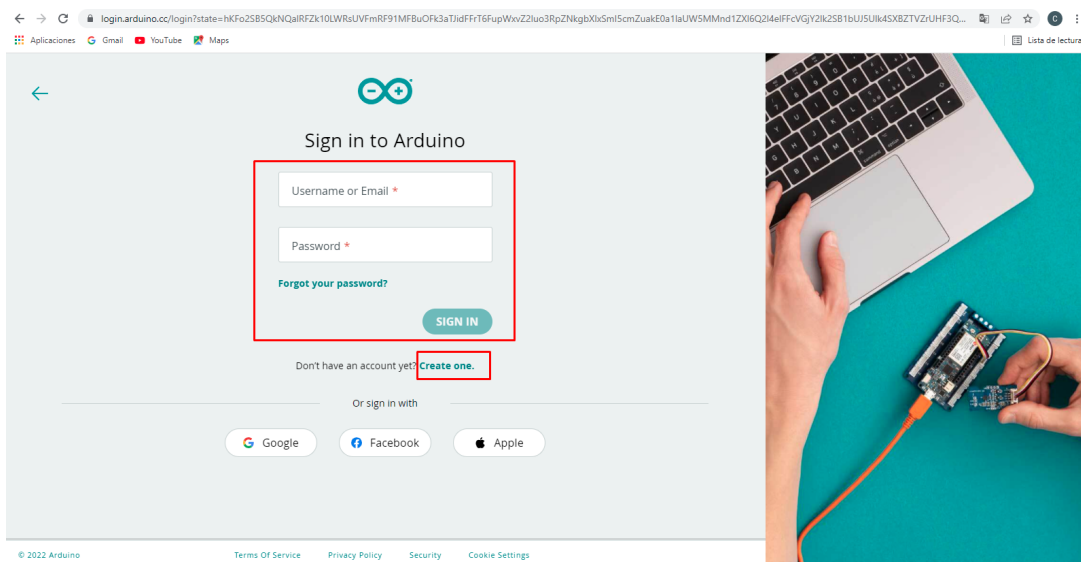 login.arduino.cc/login?state=
Aplicaciones Gmail YouTube Maps Lista de lectura
Sign in to Arduino
Username or Email *
Password *
Forgot your password?
SIGN IN
Don't have an account yet? Create one.
Or sign in with
Google Facebook Apple
© 2022 Arduino Terms Of Service Privacy Policy Security Cookie Settings